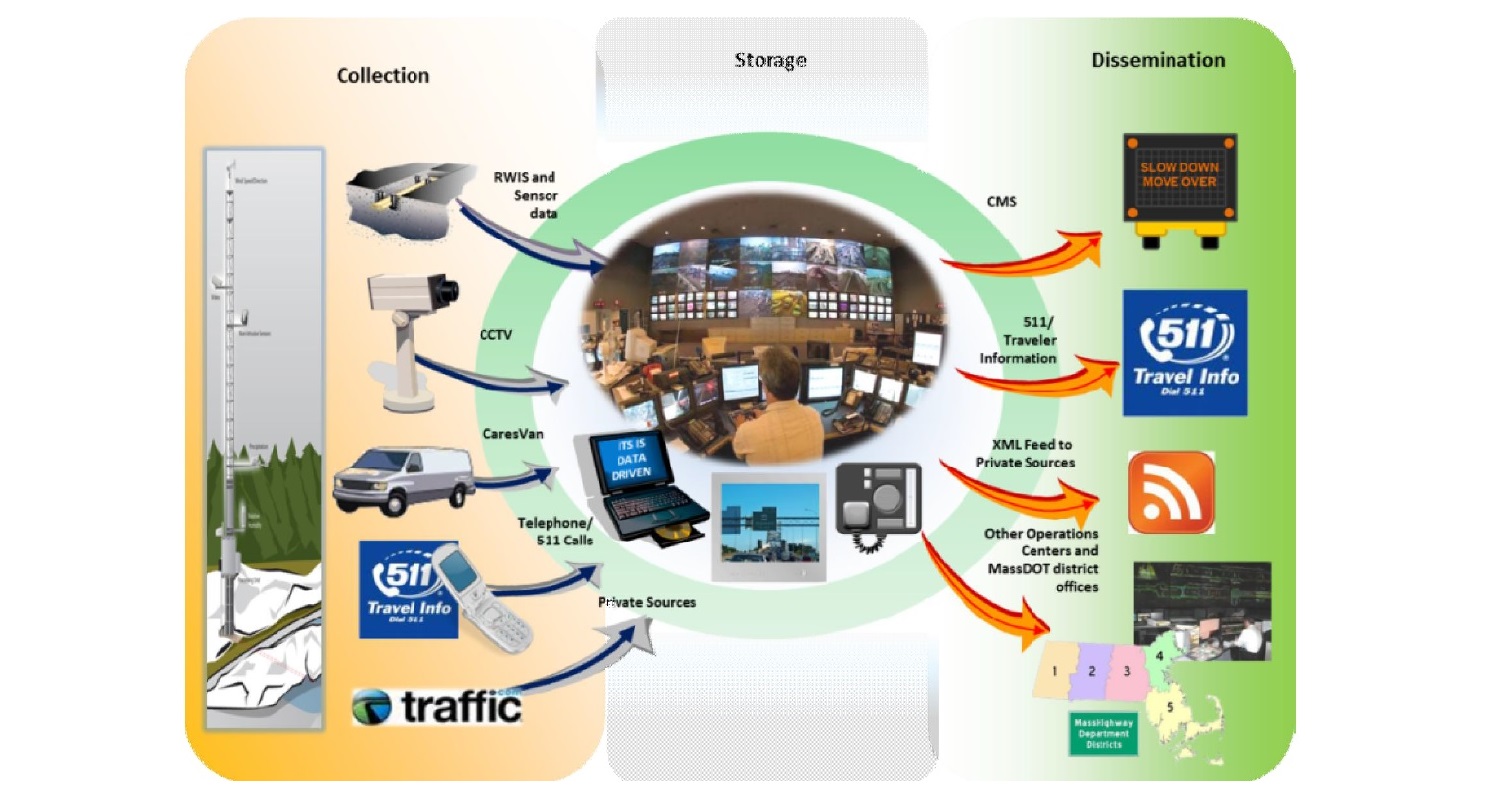 Collection
Storage
Dissemination
RWIS and
Sensor
data
CCTV
CaresVan
Telephone/
511 Calls
Private Sources
511
Travel Info
Dial 511
traffic
.com
ITS IS
DATA
DRIVEN
CMS
SLOW DOWN
MOVE OVER
511/
Traveler
Information
511
Travel Info
Dial 511
XML Feed to
Private Sources
Other Operations
Centers and
MassDOT district
offices
1
2
3
4
5
MassHighway
Department
Districts